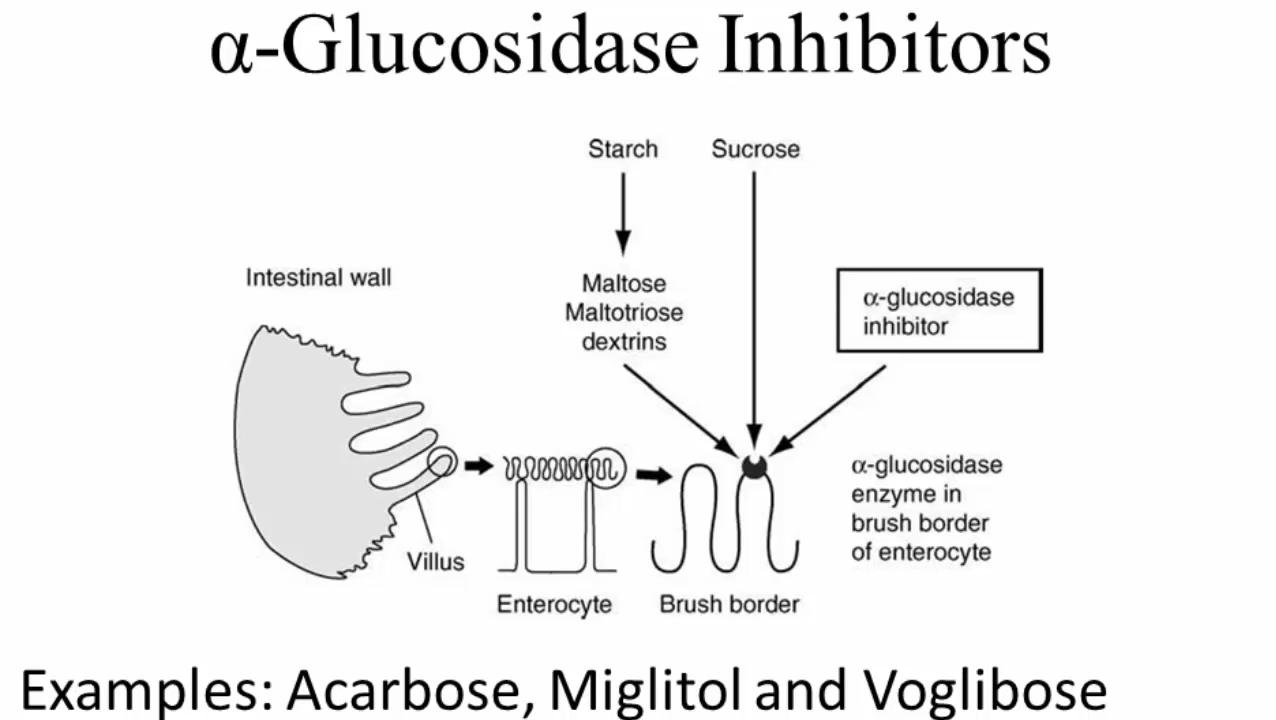 α-Glucosidase Inhibitors
Starch
Sucrose
Intestinal wall
Maltose
Maltotriose
dextrins
α-glucosidase
inhibitor
α-glucosidase
enzyme in
brush border
of enterocyte
Villus
Enterocyte
Brush border
Examples: Acarbose, Miglitol and Voglibose